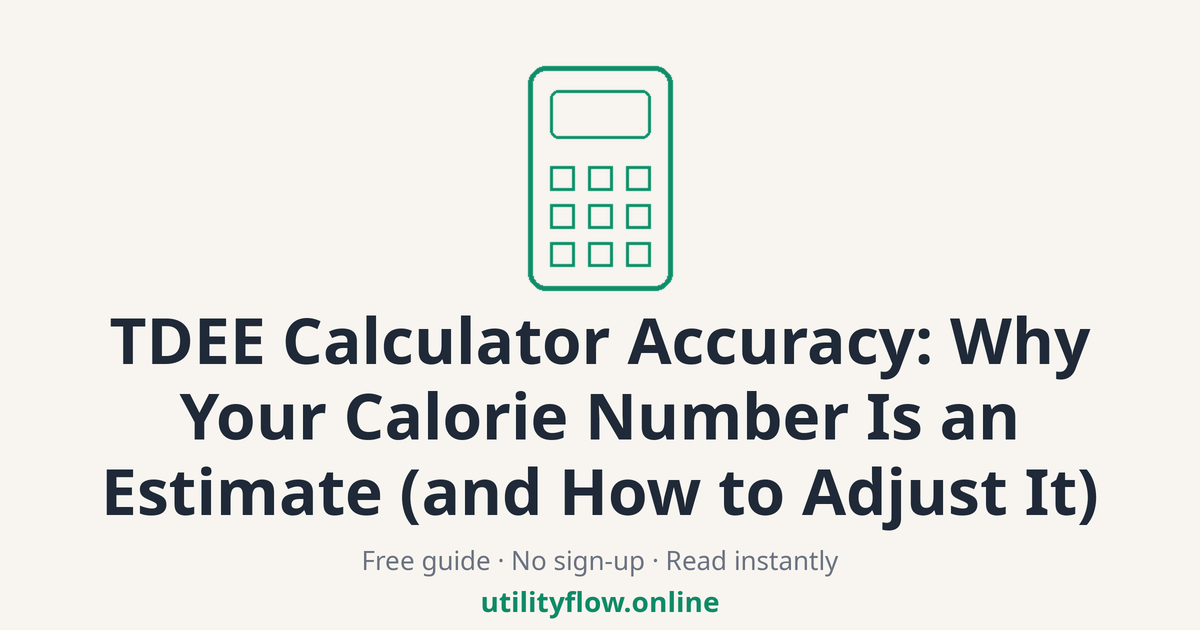 TDEE Calculator Accuracy: Why
Your Calorie Number Is an
Estimate (and How to Adjust It)
Free guide · No sign-up · Read instantly
utilityflow.online